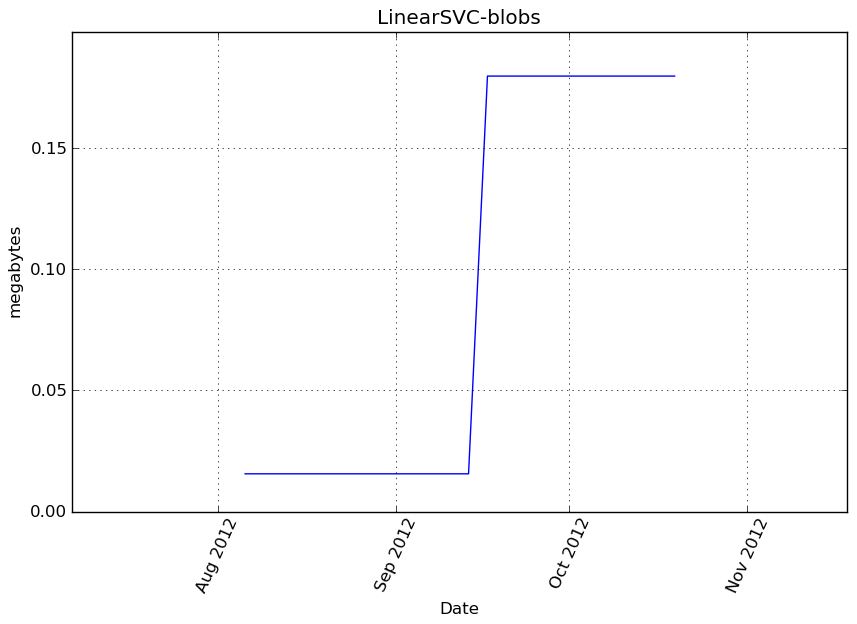 LinearSVC-blobs
megabytes
0.15
0.10
0.05
0.00
Aug 2012
Sep 2012
Oct 2012
Nov 2012
Date